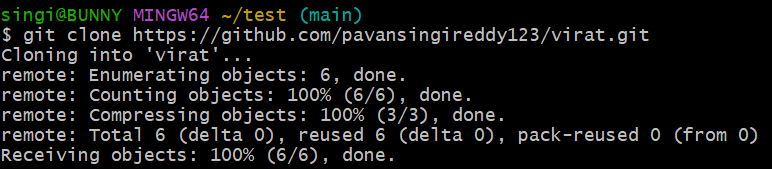 singi@BUNNY MINGW64 ~/test (main)
$ git clone https://github.com/pavansingireddy123/virat.git
Cloning into 'virat'...
remote: Enumerating objects: 6, done.
remote: Counting objects: 100% (6/6), done.
remote: Compressing objects: 100% (3/3), done.
remote: Total 6 (delta 0), reused 6 (delta 0), pack-reused 0 (from 0)
Receiving objects: 100% (6/6), done.